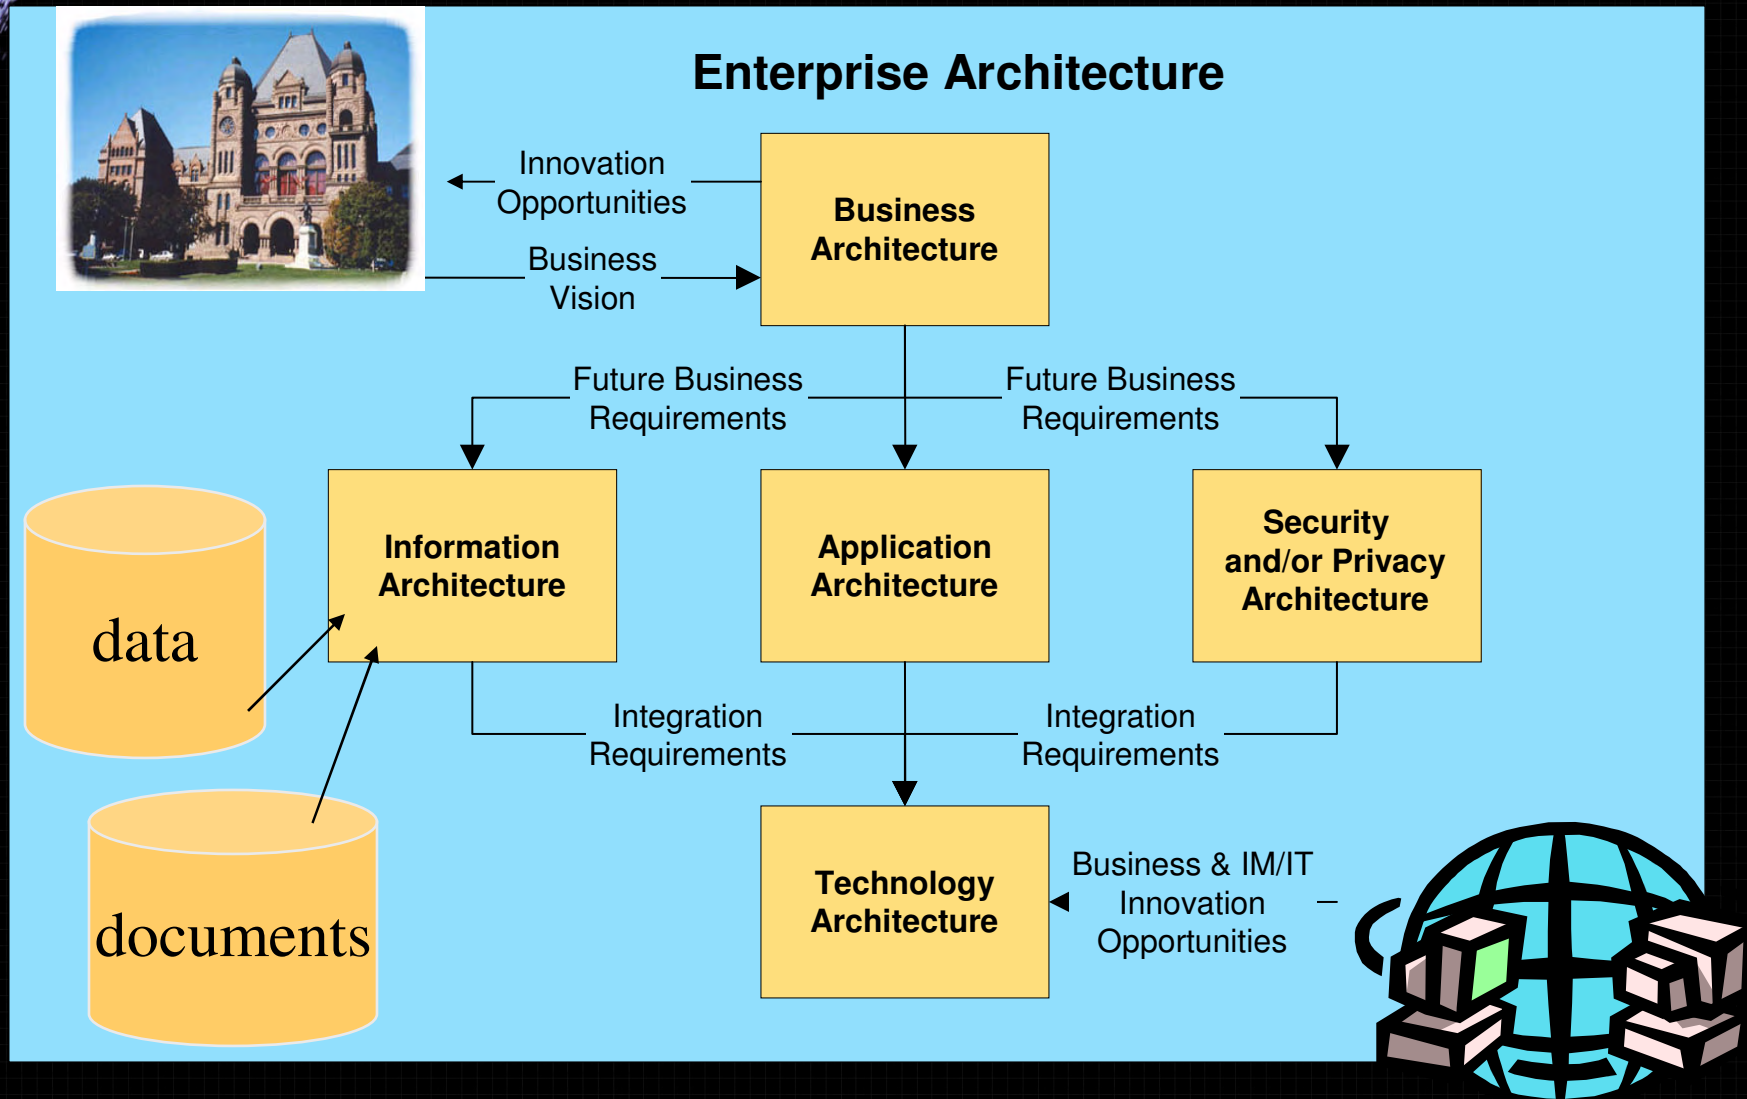 Enterprise Architecture
Innovation
Opportunities
Business
Vision
Business
Architecture
Future Business
Requirements
Future Business
Requirements
Information
Architecture
Application
Architecture
Security
and/or Privacy
Architecture
data
documents
Integration
Requirements
Integration
Requirements
Technology
Architecture
Business & IM/IT
Innovation
Opportunities